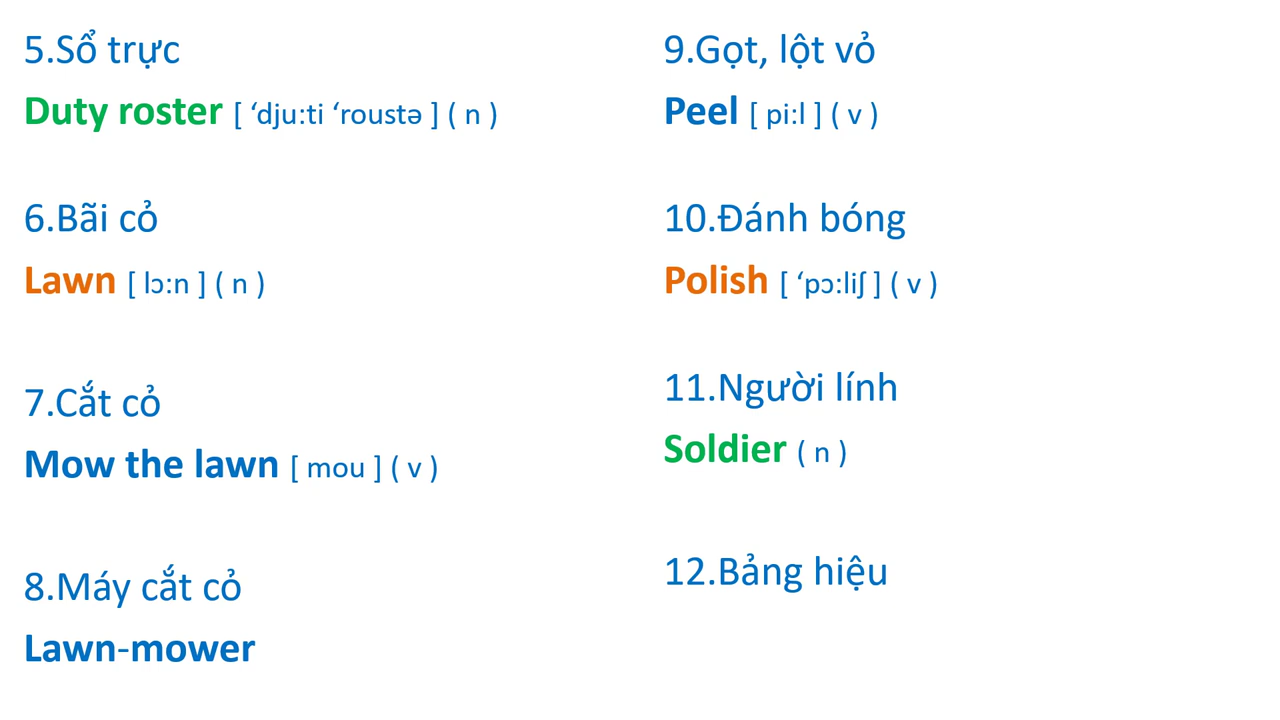 5.Sổ trực
Duty roster [ ‘dju:ti ‘roustə ] ( n )
6.Bãi cỏ
Lawn [ lɔ:n ] ( n )
7.Cắt cỏ
Mow the lawn [ mou ] ( v )
8.Máy cắt cỏ
Lawn-mower
9.Gọt, lột vỏ
Peel [ pi:l ] ( v )
10.Đánh bóng
Polish [ ‘pɔ:liʃ ] ( v )
11.Người lính
Soldier ( n )
12.Bảng hiệu